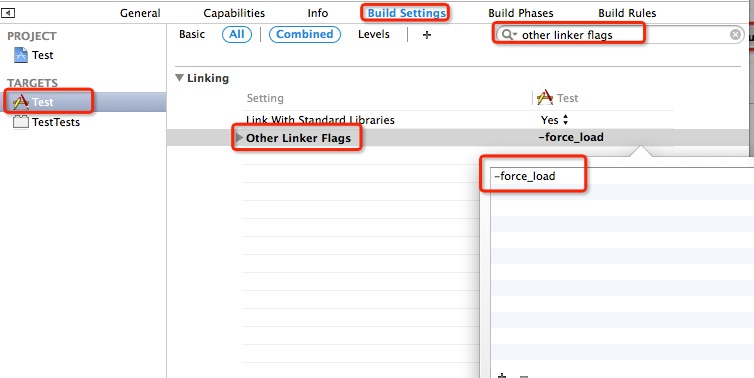 General Capabilities Info Build Settings Build Phases Build Rules
PROJECT
Test
TARGETS
Test
TestTests
Basic All Combined Levels + other linker flags
Linking
Setting Test
Link With Standard Libraries Yes
Other Linker Flags -force_load
-force_load
+ −